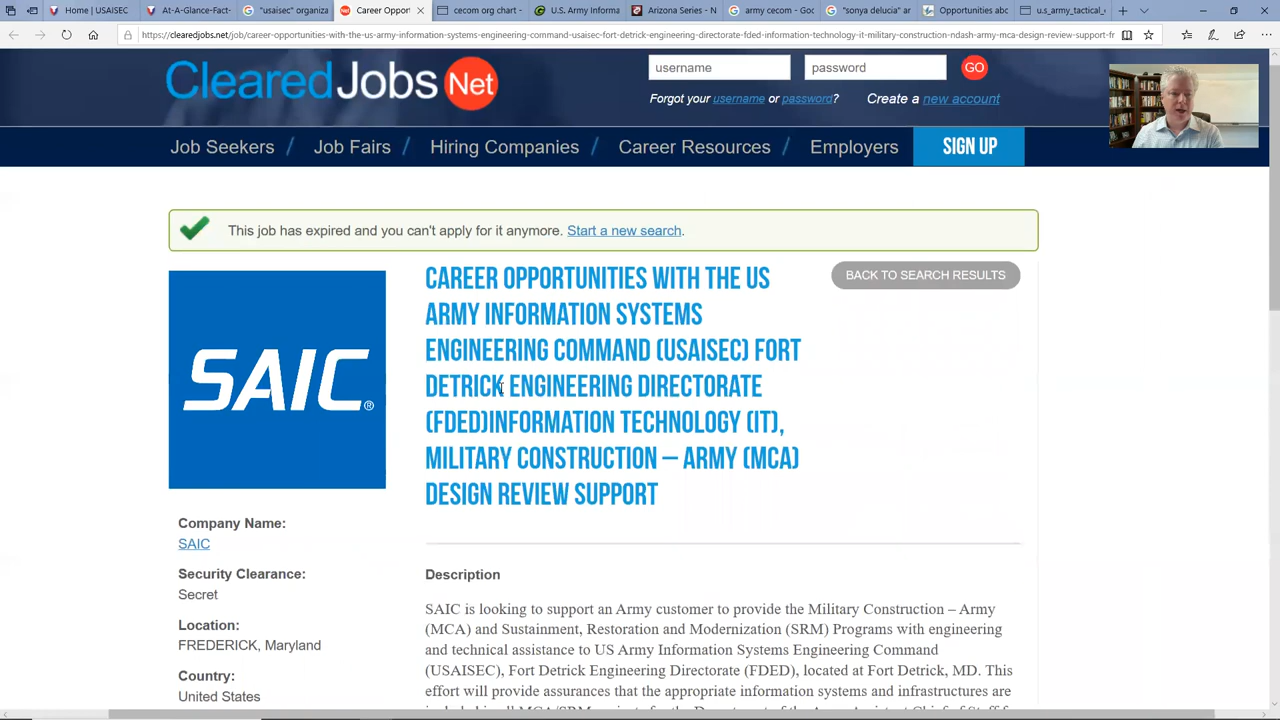 Home | USAISEC
At-A-Glance-Fact-
"usaisec" organiza
Career Oppor
cecom org chart -
U.S. Army Informa
Arizona Series - N
army cecom - Goo
"sonya delucia" ar
Opportunities abc
u.s_army_tactical_
https://clearedjobs.net/job/career-opportunities-with-the-us-army-information-systems-engineering-command-usaisec-fort-detrick-engineering-directorate-fded-information-technology-it-military-construction-ndash-army-mca-design-review-support-fr
ClearedJobs Net
username
password
GO
Forgot your username or password?
Create a new account
Job Seekers / Job Fairs / Hiring Companies / Career Resources / Employers
SIGN UP
This job has expired and you can't apply for it anymore. Start a new search.
CAREER OPPORTUNITIES WITH THE US
ARMY INFORMATION SYSTEMS
ENGINEERING COMMAND (USAISEC) FORT
DETRICK ENGINEERING DIRECTORATE
(FDED)INFORMATION TECHNOLOGY (IT),
MILITARY CONSTRUCTION – ARMY (MCA)
DESIGN REVIEW SUPPORT
BACK TO SEARCH RESULTS
SAIC®
Company Name:
SAIC
Security Clearance:
Secret
Location:
FREDERICK, Maryland
Country:
United States
Description
SAIC is looking to support an Army customer to provide the Military Construction – Army
(MCA) and Sustainment, Restoration and Modernization (SRM) Programs with engineering
and technical assistance to US Army Information Systems Engineering Command
(USAISEC), Fort Detrick Engineering Directorate (FDED), located at Fort Detrick, MD. This
effort will provide assurances that the appropriate information systems and infrastructures are